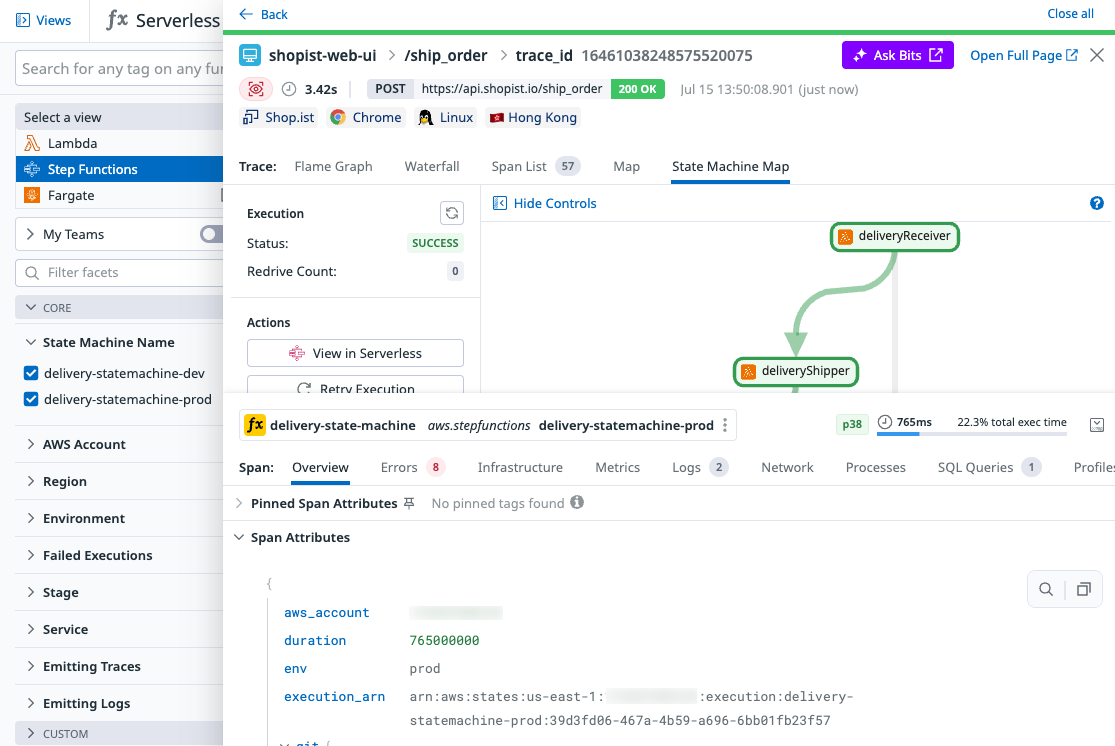 Views
fx Serverless
Search for any tag on any fun
Select a view
Lambda
Step Functions
Fargate
My Teams
Filter facets
CORE
State Machine Name
delivery-statemachine-dev
delivery-statemachine-prod
AWS Account
Region
Environment
Failed Executions
Stage
Service
Emitting Traces
Emitting Logs
CUSTOM
Back
Close all
shopist-web-ui > /ship_order > trace_id 16461038248575520075
Ask Bits
Open Full Page
3.42s POST https://api.shopist.io/ship_order 200 OK Jul 15 13:50:08.901 (just now)
Shop.ist Chrome Linux Hong Kong
Trace: Flame Graph Waterfall Span List 57 Map State Machine Map
Execution
Status: SUCCESS
Redrive Count: 0
Actions
View in Serverless
Retry Execution
Hide Controls
deliveryReceiver
deliveryShipper
fx delivery-state-machine aws.stepfunctions delivery-statemachine-prod
p38 765ms 22.3% total exec time
Span: Overview Errors 8 Infrastructure Metrics Logs 2 Network Processes SQL Queries 1 Profiles
Pinned Span Attributes No pinned tags found
Span Attributes
{
aws_account
duration 765000000
env prod
execution_arn arn:aws:states:us-east-1: :execution:delivery-
statemachine-prod:39d3fd06-467a-4b59-a696-6bb01fb23f57
git {